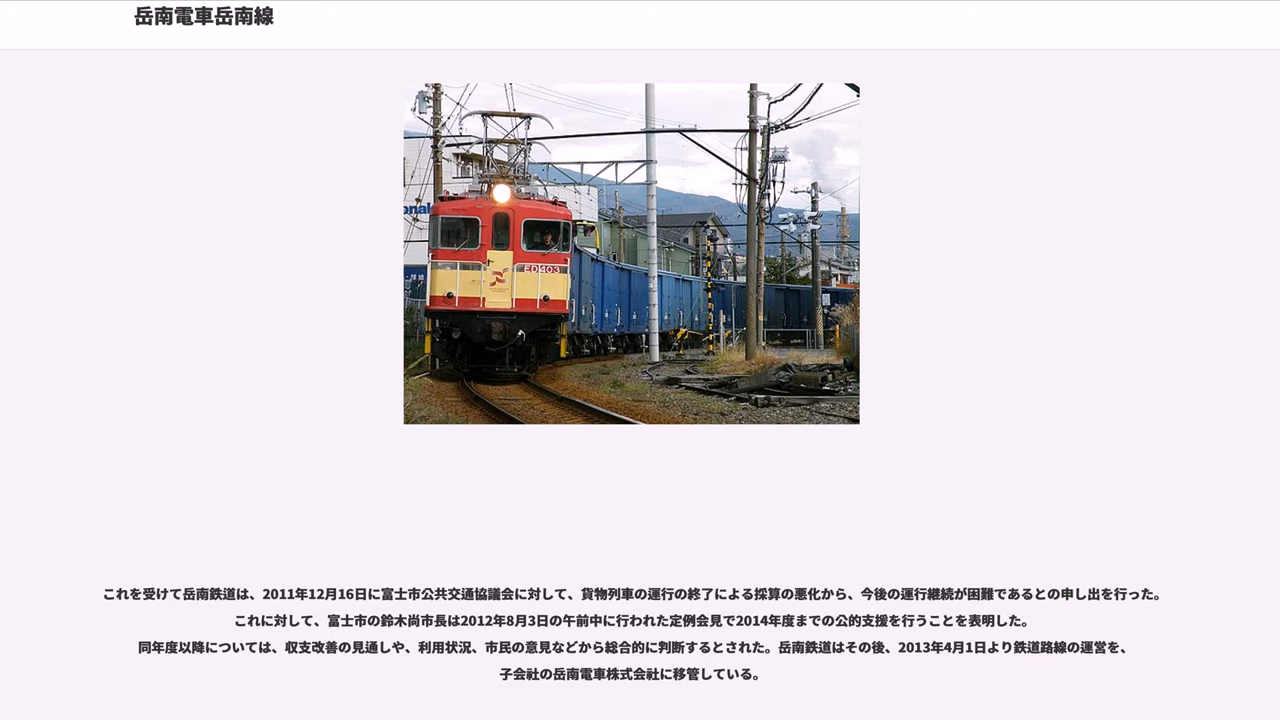 岳南電車岳南線
onal
ED403
これを受けて岳南鉄道は、2011年12月16日に富士市公共交通協議会に対して、貨物列車の運行の終了による採算の悪化から、今後の運行継続が困難であるとの申し出を行った。
これに対して、富士市の鈴木尚市長は2012年8月3日の午前中に行われた定例会見で2014年度までの公的支援を行うことを表明した。
同年度以降については、収支改善の見通しや、利用状況、市民の意見などから総合的に判断するとされた。岳南鉄道はその後、2013年4月1日より鉄道路線の運営を、
子会社の岳南電車株式会社に移管している。